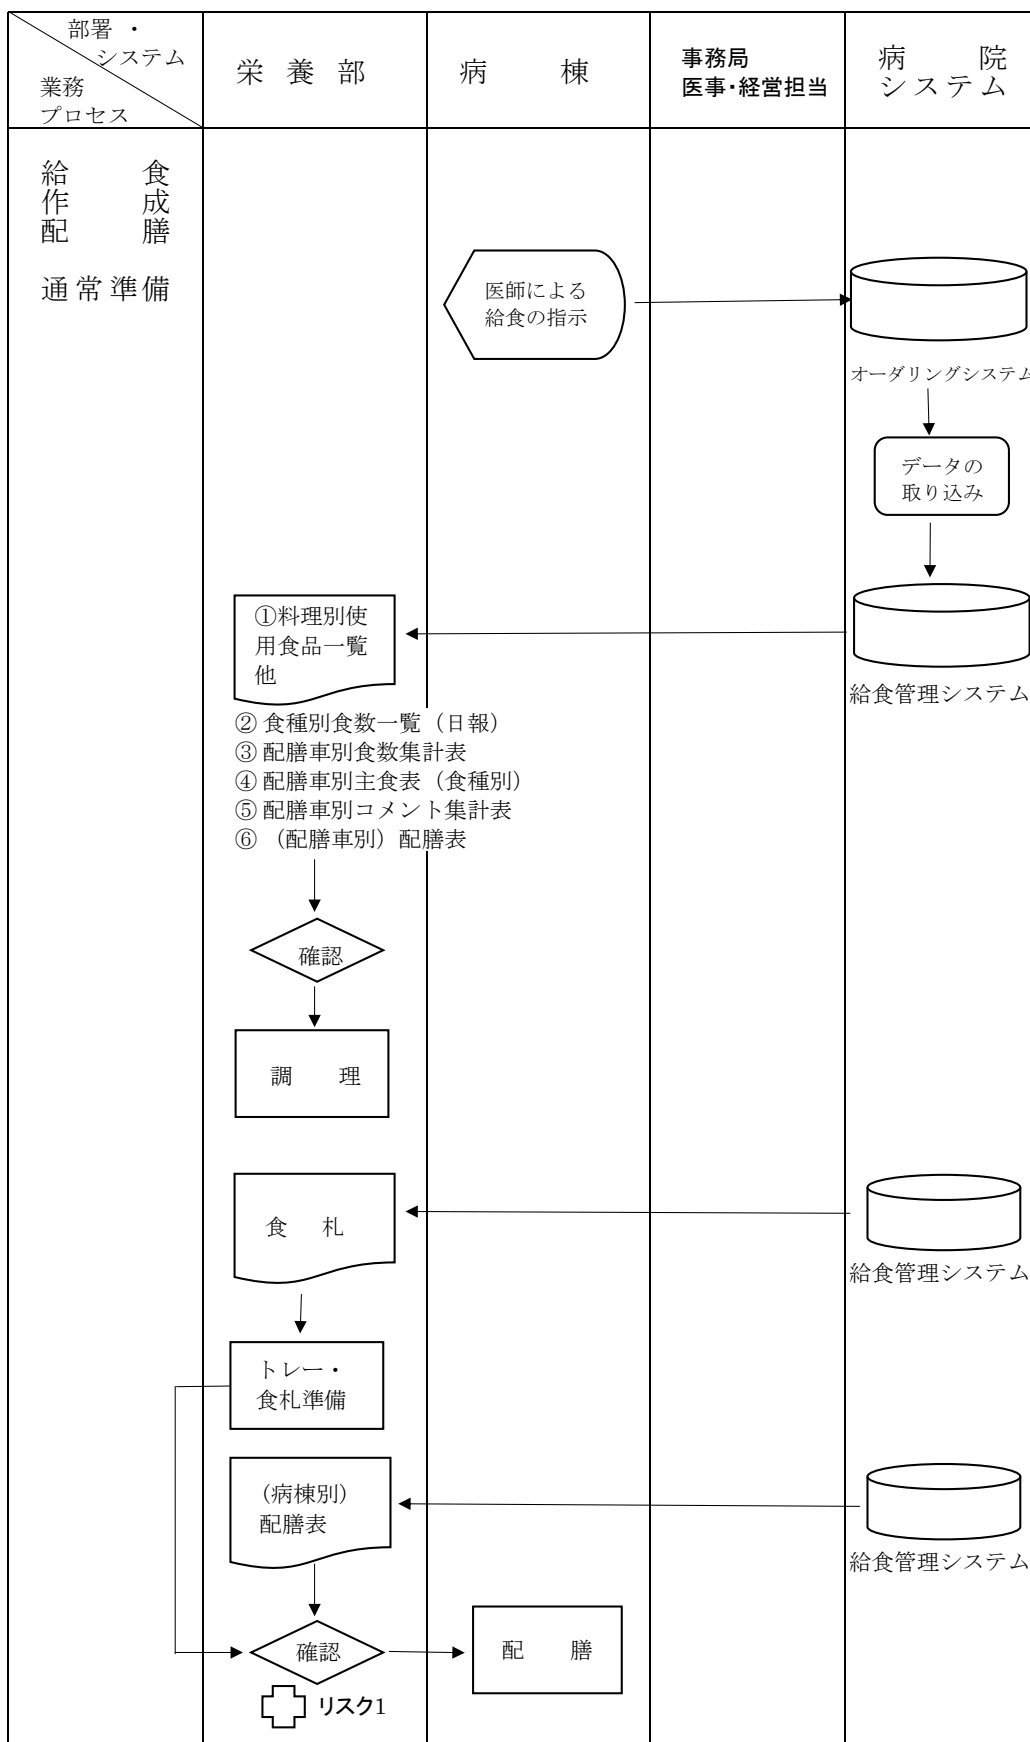 部署 ・
システム
業務
プロセス
栄 養 部
病 棟
事務局
医事・経営担当
病 院
システム
給 食
作 成
配 膳
通常準備
医師による
給食の指示
オーダリングシステム
データの
取り込み
①料理別使
用食品一覧
他
給食管理システム
② 食種別食数一覧（日報）
③ 配膳車別食数集計表
④ 配膳車別主食表（食種別）
⑤ 配膳車別コメント集計表
⑥ （配膳車別）配膳表
確認
調 理
食 札
給食管理システム
トレー・
食札準備
（病棟別）
配膳表
給食管理システム
確認
配 膳
リスク1